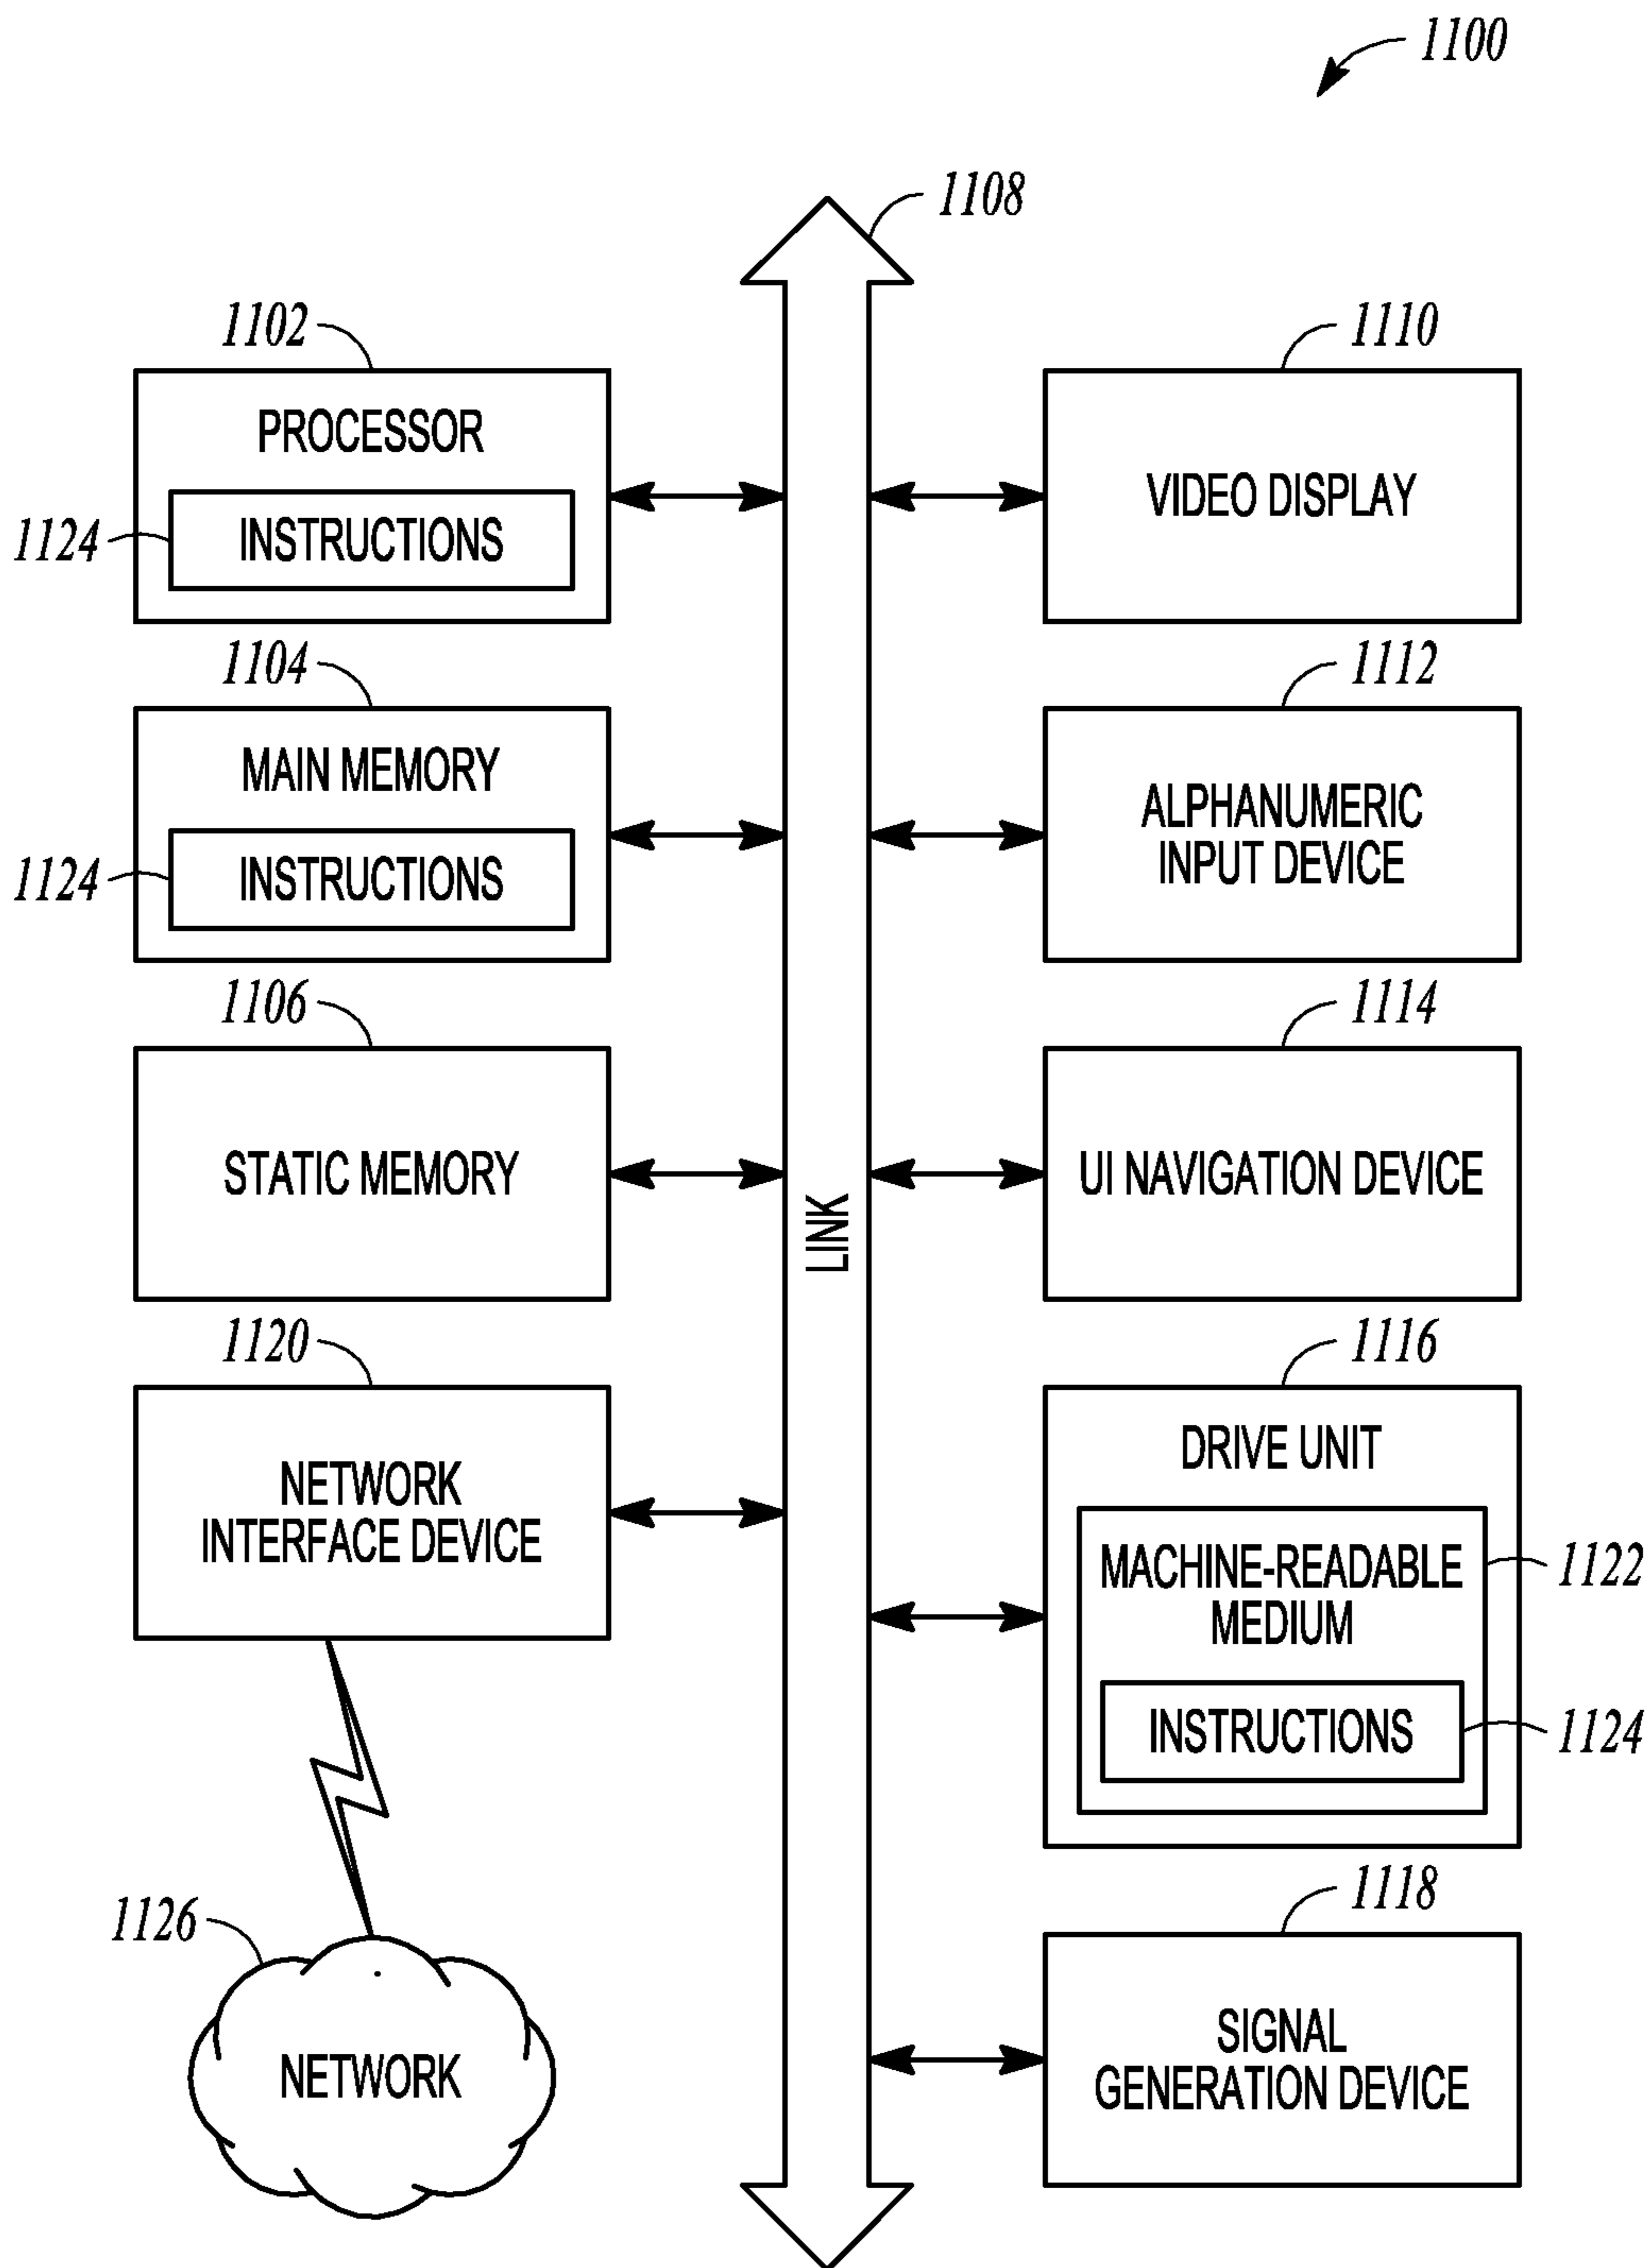 1100
1108
1102
PROCESSOR
1124
INSTRUCTIONS
1110
VIDEO DISPLAY
1104
MAIN MEMORY
1124
INSTRUCTIONS
1112
ALPHANUMERIC
INPUT DEVICE
1106
STATIC MEMORY
1114
UI NAVIGATION DEVICE
LINK
1120
NETWORK
INTERFACE DEVICE
1116
DRIVE UNIT
MACHINE-READABLE
MEDIUM
1122
INSTRUCTIONS
1124
1126
NETWORK
1118
SIGNAL
GENERATION DEVICE